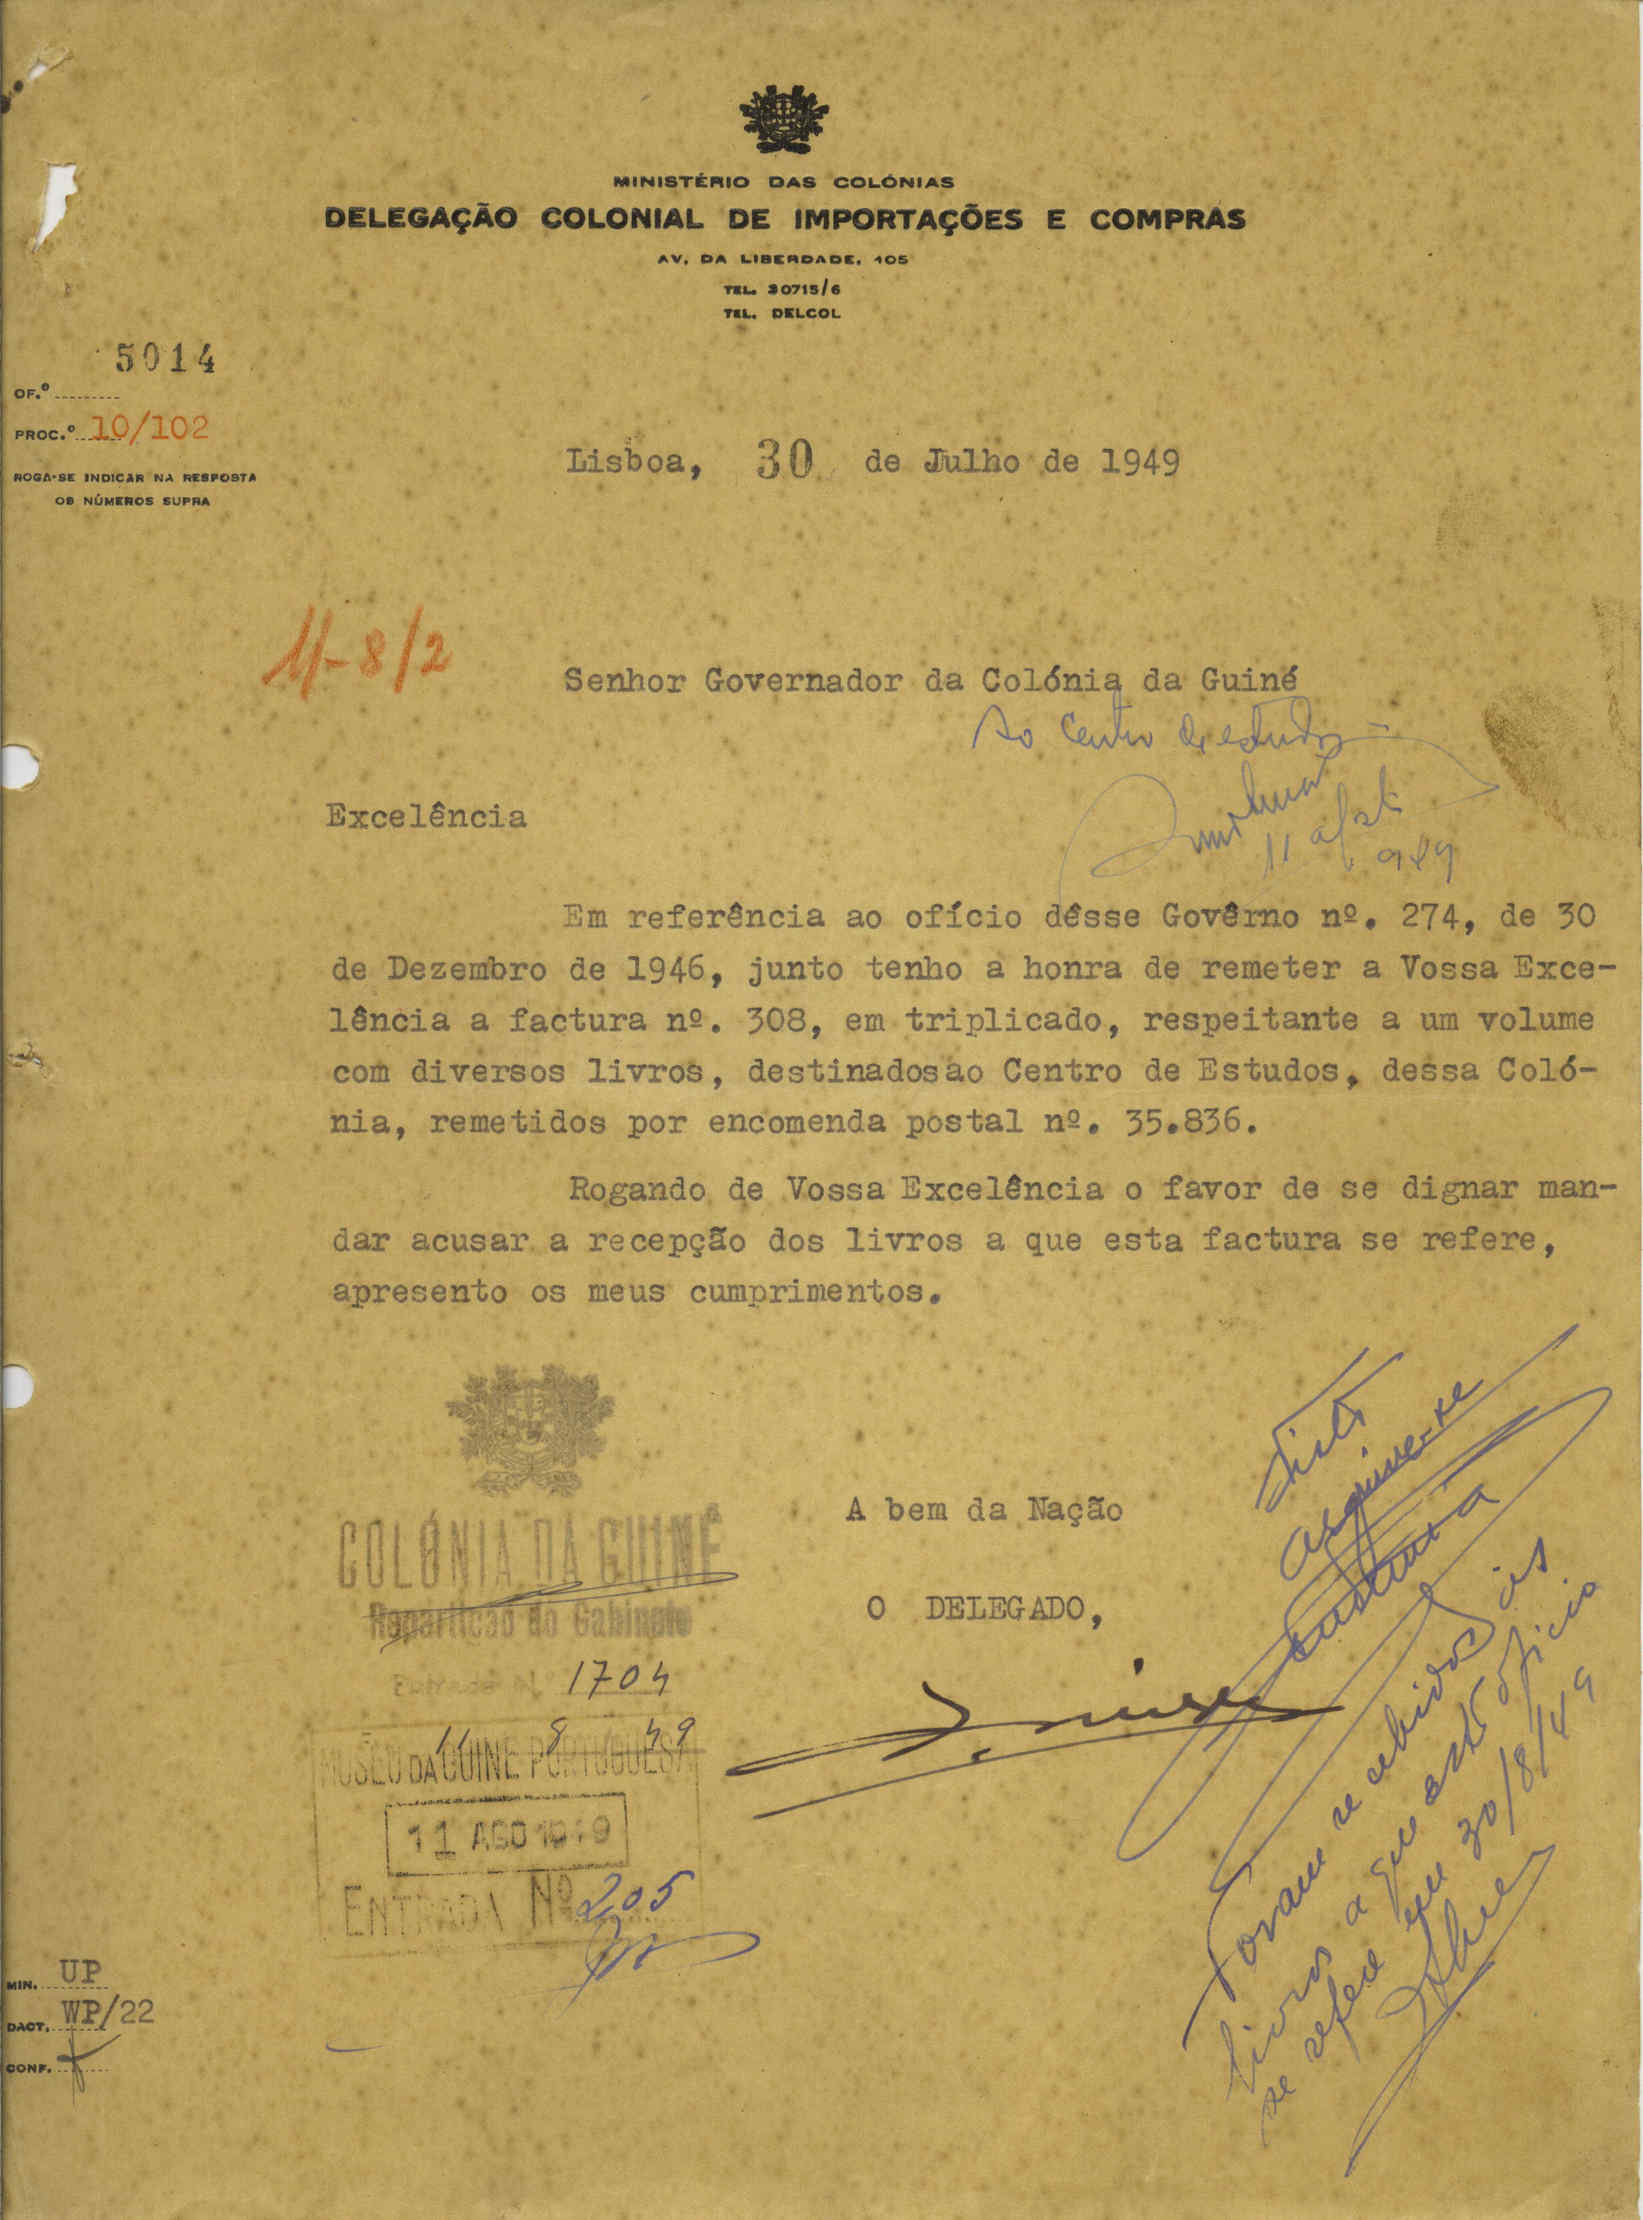 MINISTÉRIO DAS COLÓNIAS
DELEGAÇÃO COLONIAL DE IMPORTAÇÕES E COMPRAS
AV. DA LIBERDADE, 105
TEL. 30715/6
TEL. DELCOL
5014
OF.º
PROC.º 10/102
ROGA-SE INDICAR NA RESPOSTA
OS NÚMEROS SUPRA
Lisboa, 30 de Julho de 1949
11-8/2
Senhor Governador da Colónia da Guiné
Ao Centro de estudos
11 949
Excelência
Em referência ao ofício dêsse Govêrno nº. 274, de 30
de Dezembro de 1946, junto tenho a honra de remeter a Vossa Exce-
lência a factura nº. 308, em triplicado, respeitante a um volume
com diversos livros, destinadosao Centro de Estudos, dessa Coló-
nia, remetidos por encomenda postal nº. 35.836.
Rogando de Vossa Excelência o favor de se dignar man-
dar acusar a recepção dos livros a que esta factura se refere,
apresento os meus cumprimentos.
A bem da Nação
O DELEGADO,
COLÓNIA DA GUINÉ
Repartição do Gabinete
Entrada Nº 1704
11 8 49
MUSEU DA GUINÉ PORTUGUESA
11 AGO 1949
ENTRADA Nº 205
Visto
Arquive-se
Foram recebidos os
livros a que este ofício
se refere em 30/8/49
MIN. UP
DACT. WP/22
CONF.